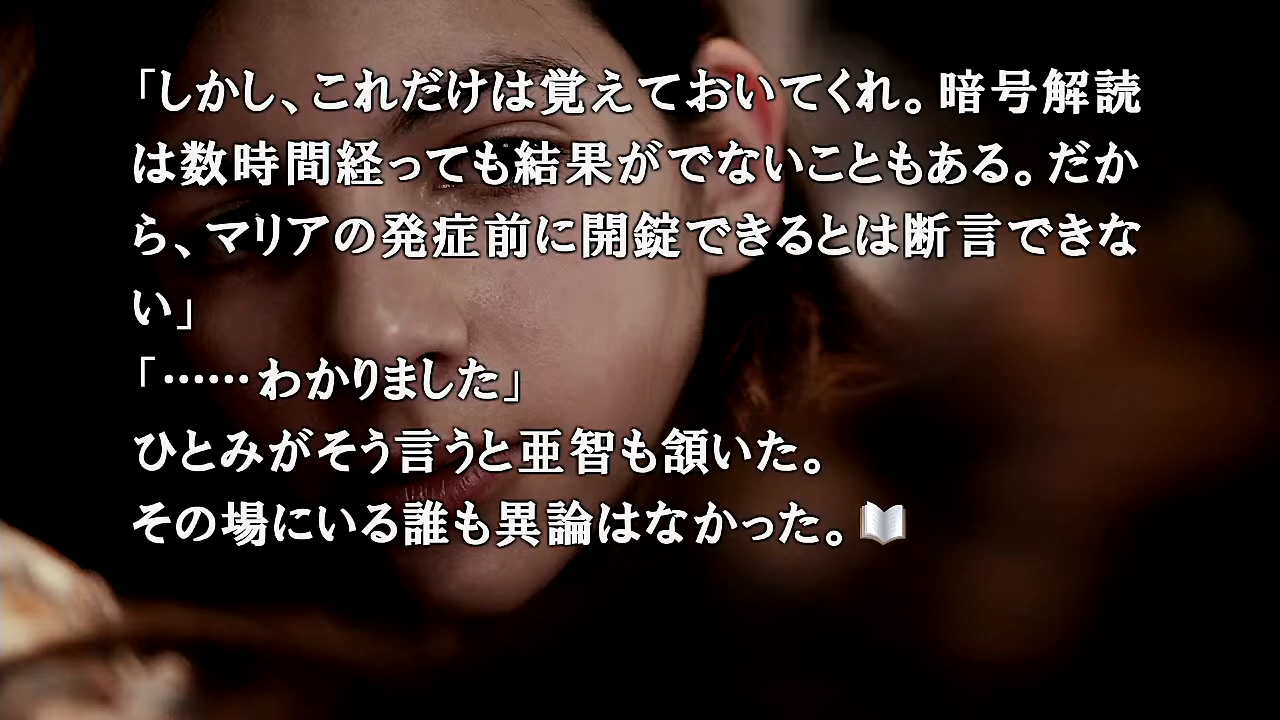 「しかし、これだけは覚えておいてくれ。暗号解読
は数時間経っても結果がでないこともある。だか
ら、マリアの発症前に開錠できるとは断言できな
い」
「……わかりました」
ひとみがそう言うと亜智も頷いた。
その場にいる誰も異論はなかった。